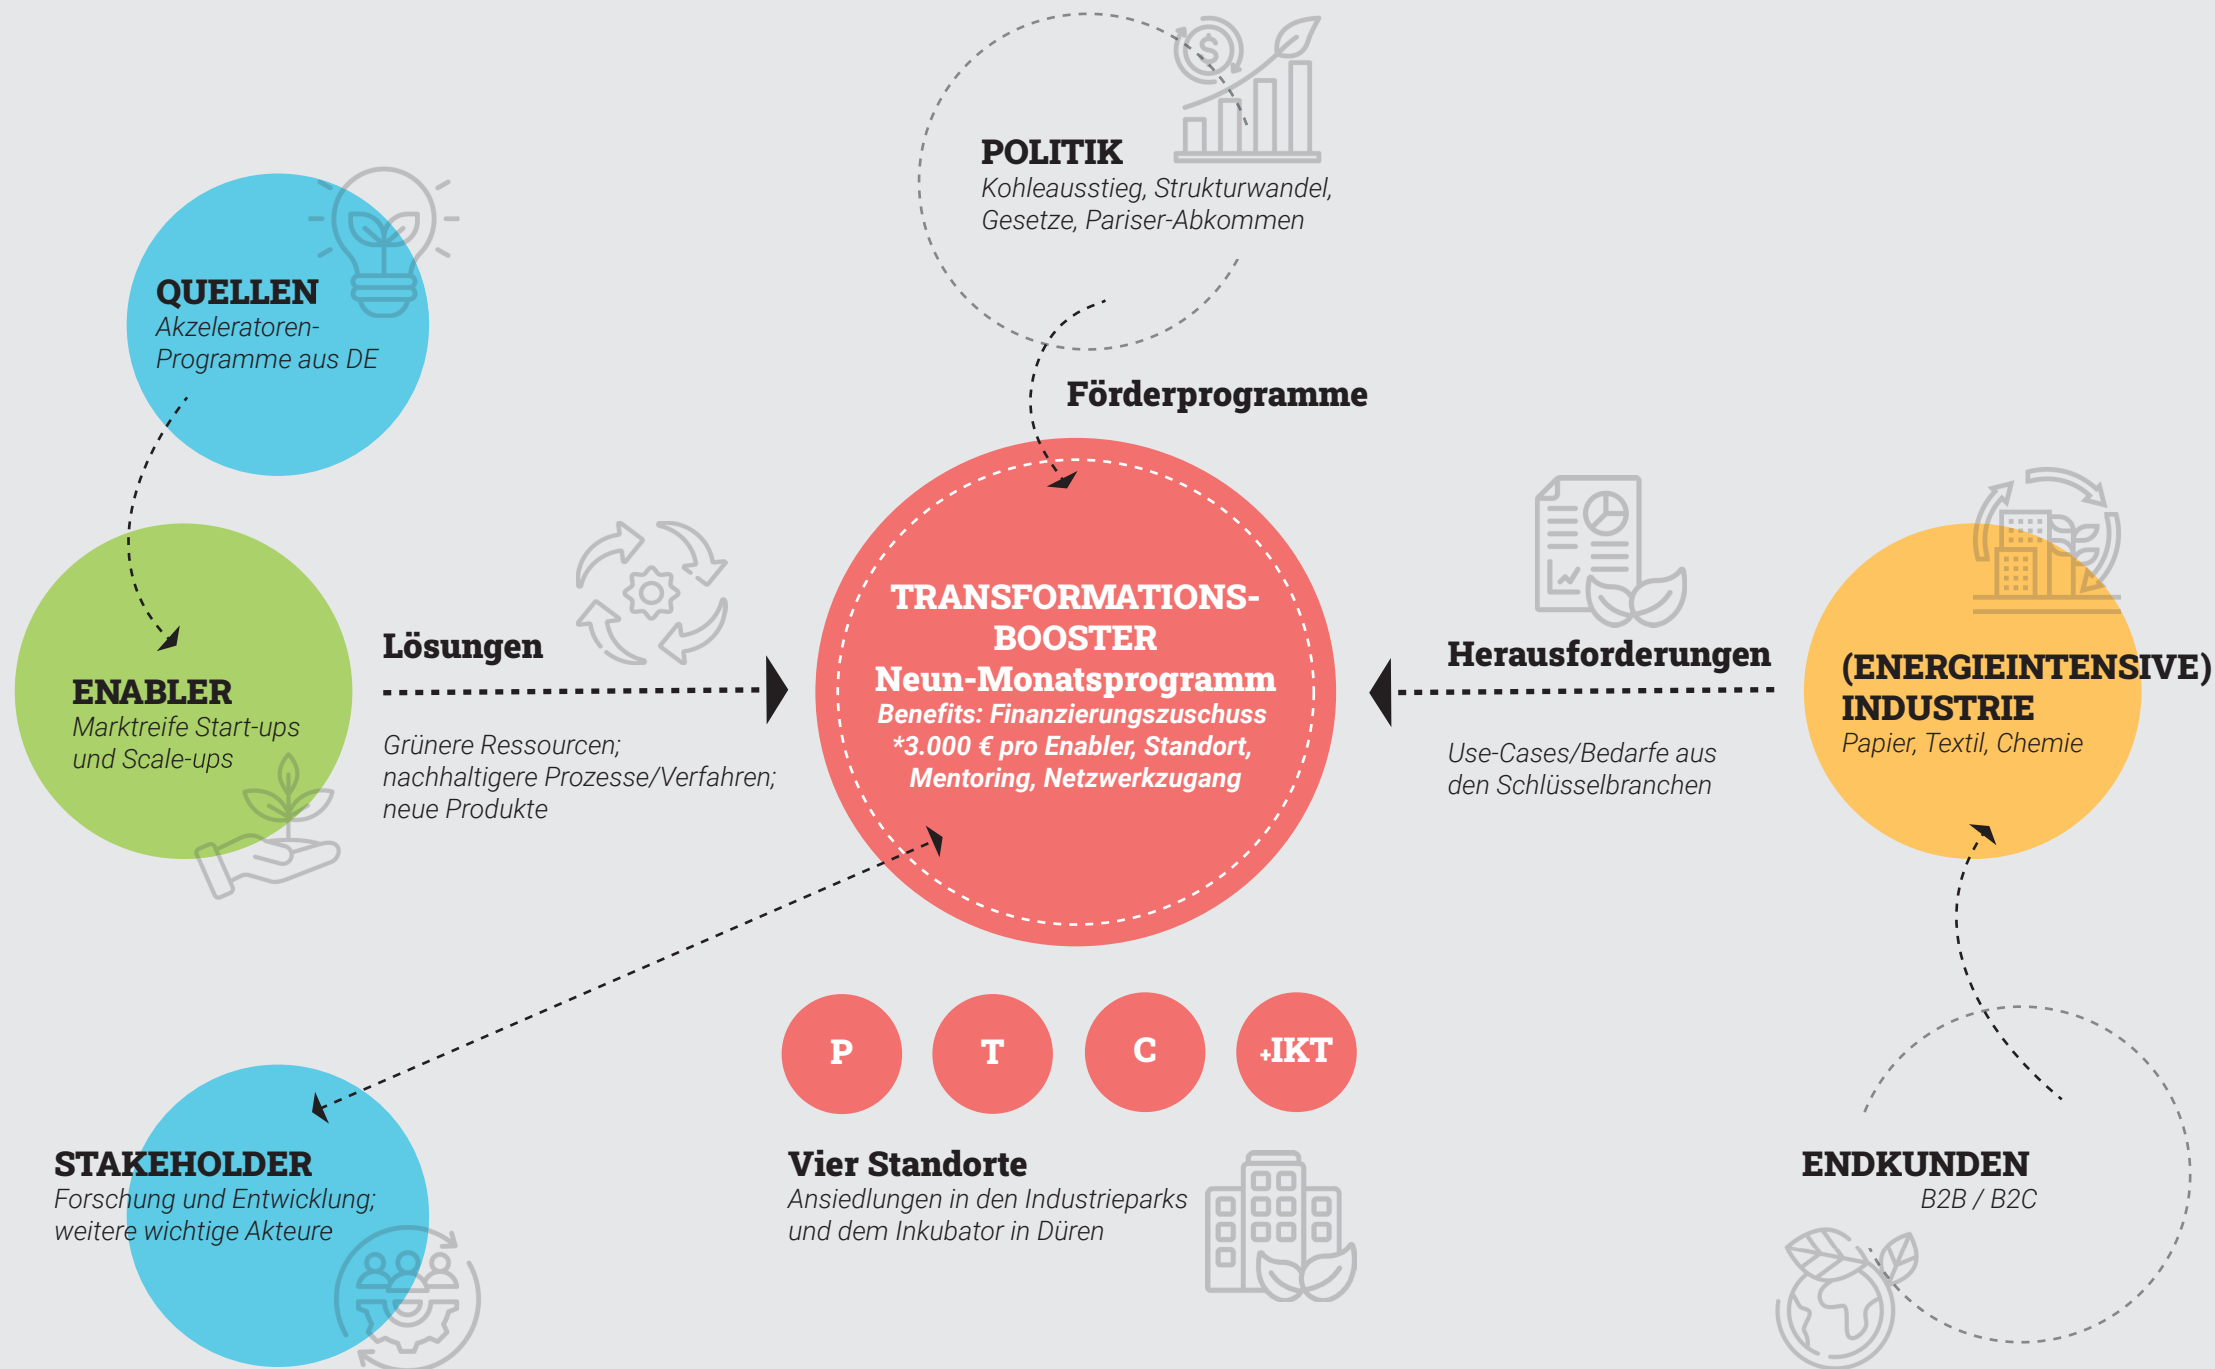 POLITIK
Kohleausstieg, Strukturwandel,
Gesetze, Pariser-Abkommen
QUELLEN
Akzeleratoren-
Programme aus DE
Förderprogramme
ENABLER
Marktreife Start-ups
und Scale-ups
Lösungen
Grünere Ressourcen;
nachhaltigere Prozesse/Verfahren;
neue Produkte
TRANSFORMATIONS-
BOOSTER
Neun-Monatsprogramm
Benefits: Finanzierungszuschuss
*3.000 € pro Enabler, Standort,
Mentoring, Netzwerkzugang
Herausforderungen
Use-Cases/Bedarfe aus
den Schlüsselbranchen
(ENERGIEINTENSIVE)
INDUSTRIE
Papier, Textil, Chemie
P
T
C
+IKT
STAKEHOLDER
Forschung und Entwicklung;
weitere wichtige Akteure
Vier Standorte
Ansiedlungen in den Industrieparks
und dem Inkubator in Düren
ENDKUNDEN
B2B / B2C